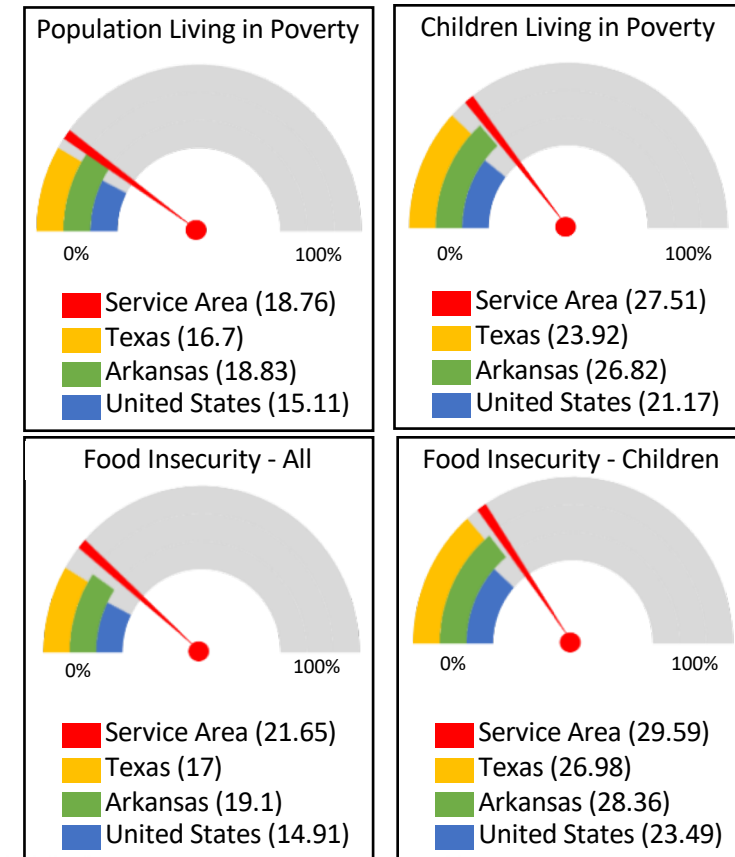 Population Living in Poverty
0%
100%
Service Area (18.76)
Texas (16.7)
Arkansas (18.83)
United States (15.11)
Children Living in Poverty
0%
100%
Service Area (27.51)
Texas (23.92)
Arkansas (26.82)
United States (21.17)
Food Insecurity - All
0%
100%
Service Area (21.65)
Texas (17)
Arkansas (19.1)
United States (14.91)
Food Insecurity - Children
0%
100%
Service Area (29.59)
Texas (26.98)
Arkansas (28.36)
United States (23.49)